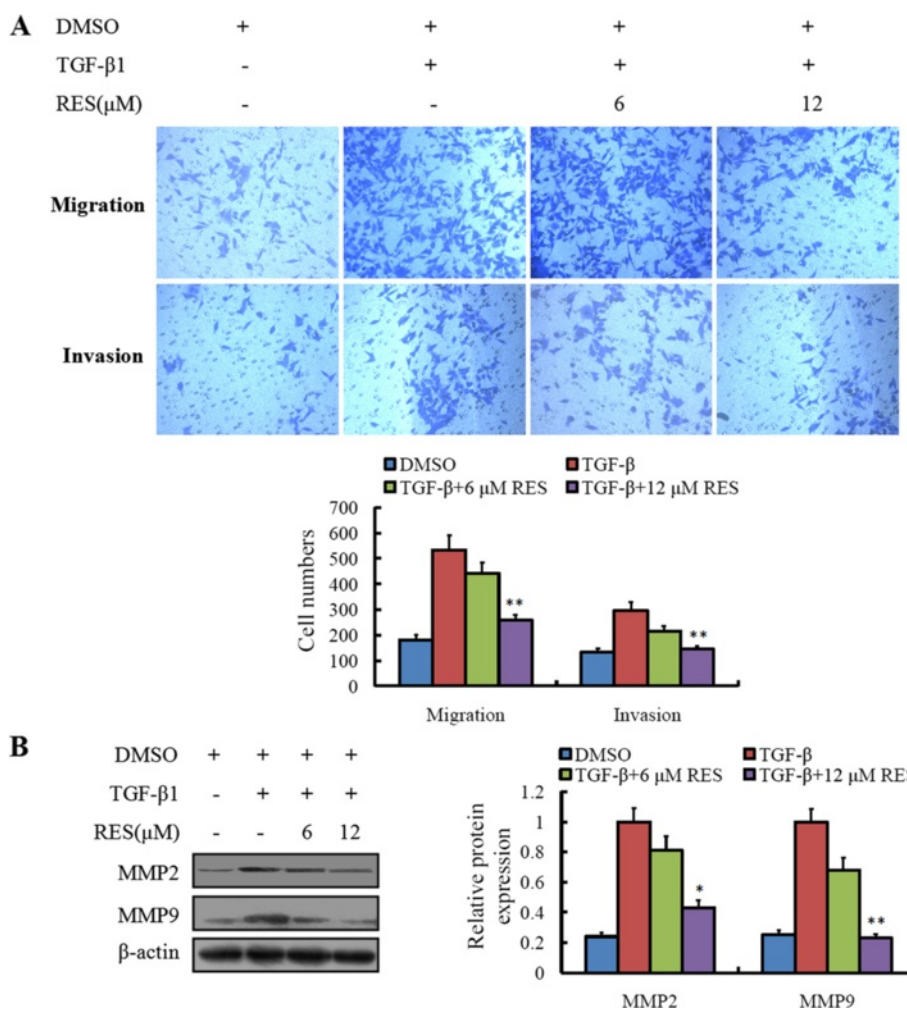 A
DMSO + + + +
TGF-β1 - + + +
RES(μM) - - 6 12
Migration
Invasion
DMSO TGF-β
TGF-β+6 μM RES TGF-β+12 μM RES
Cell numbers
700
600
500
400
300
200
100
0
**
**
Migration Invasion
B
DMSO + + + +
TGF-β1 - + + +
RES(μM) - - 6 12
MMP2
MMP9
β-actin
DMSO TGF-β
TGF-β+6 μM RES TGF-β+12 μM RES
Relative protein
expression
1.2
1
0.8
0.6
0.4
0.2
0
*
**
MMP2 MMP9